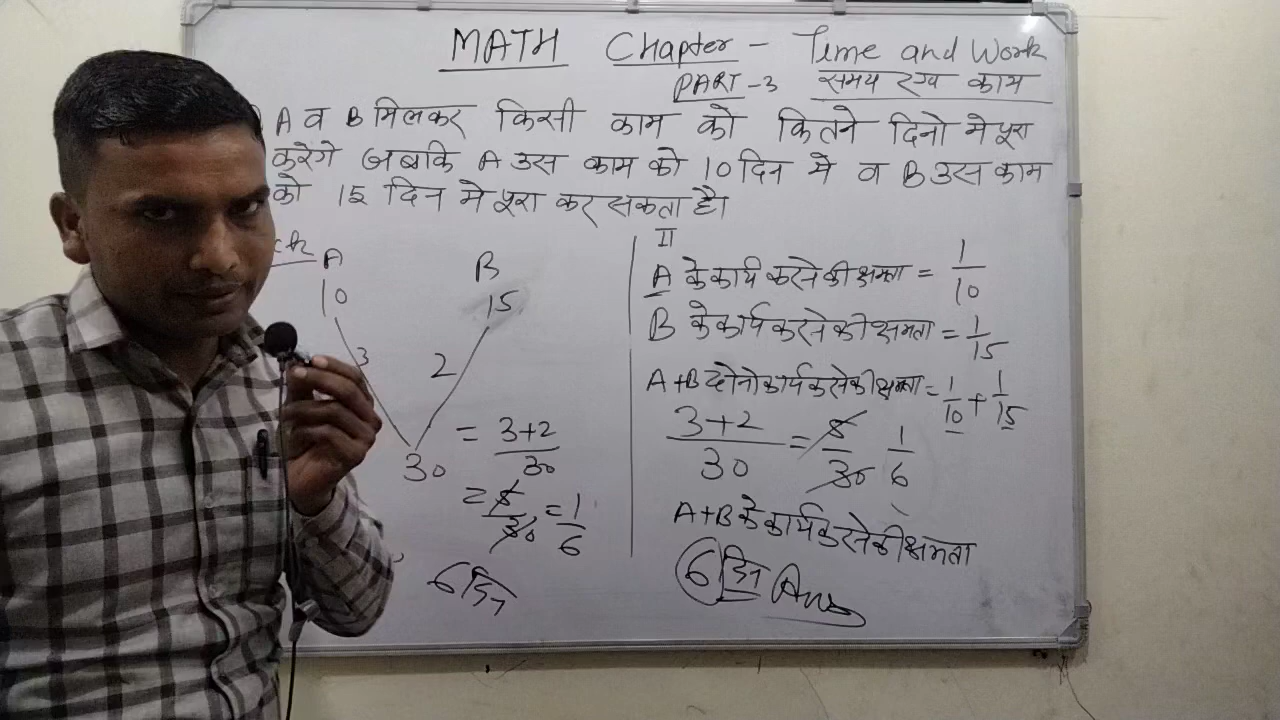 MATH Chapter - Time and Work
PART-3 समय एव काय
A व B मिलकर किसी काम को कितने दिनो मे पूरा
करेगे जबकि A उस काम को 10 दिन मे व B उस काम
को 15 दिन मे पूरा कर सकता है।
A B
10 15
3 2
30
= 3+2/30
= 5/30 = 1/6
6 दिन
II
A के कार्य करने की क्षमता = 1/10
B के कार्य करने की क्षमता = 1/15
A+B दोनो कार्य करने की क्षमता = 1/10 + 1/15
3+2/30 = 5/30 1/6
A+B के कार्य करने की क्षमता
6 दिन Ans